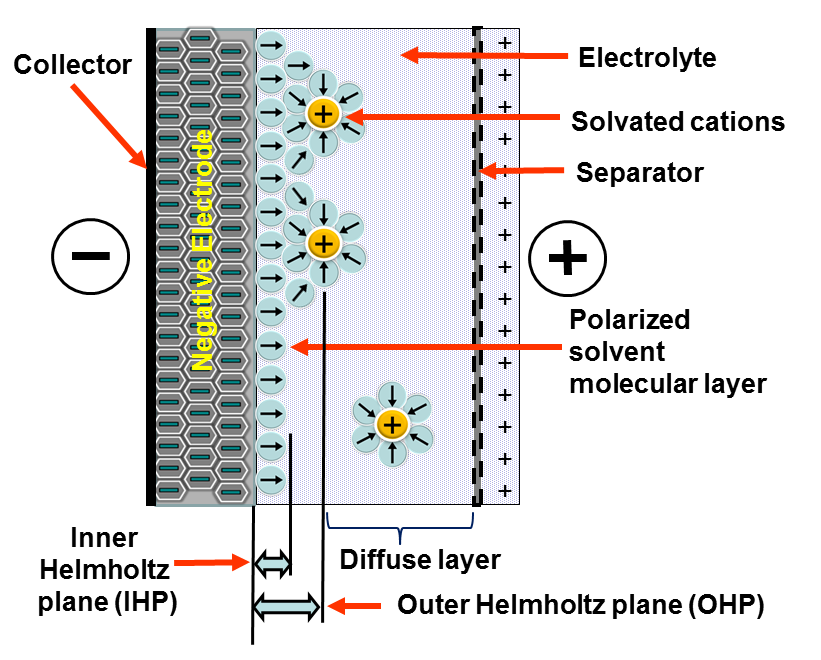 Collector
Electrolyte
Solvated cations
Separator
Negative Electrode
Polarized
solvent
molecular layer
Inner
Helmholtz
plane (IHP)
Diffuse layer
Outer Helmholtz plane (OHP)